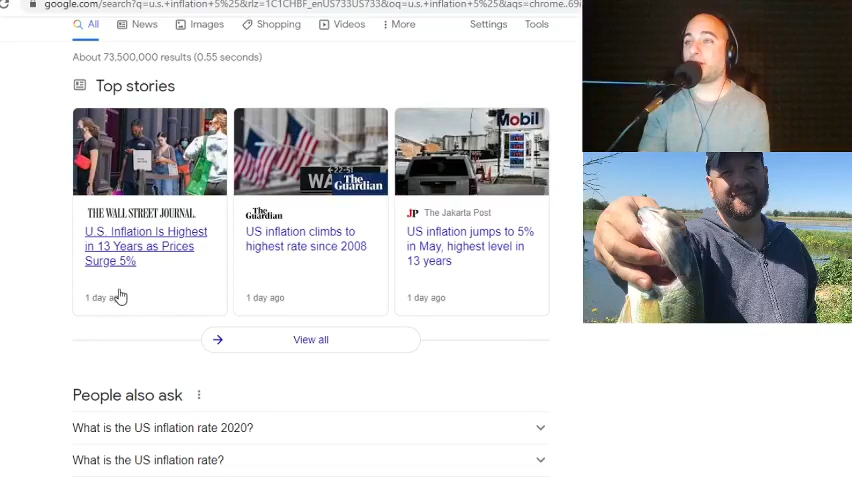 google.com/search?q=u.s.+inflation+5%25&rlz=1C1CHBF_enUS733US733&oq=u.s.+inflation+5%25&aqs=chrome..69i
All News Images Shopping Videos More Settings Tools
About 73,500,000 results (0.55 seconds)
Top stories
WA
The Guardian
Mobil
THE WALL STREET JOURNAL.
U.S. Inflation Is Highest
in 13 Years as Prices
Surge 5%
1 day
The Guardian
US inflation climbs to
highest rate since 2008
1 day ago
JP The Jakarta Post
US inflation jumps to 5%
in May, highest level in
13 years
1 day ago
View all
People also ask
What is the US inflation rate 2020?
What is the US inflation rate?